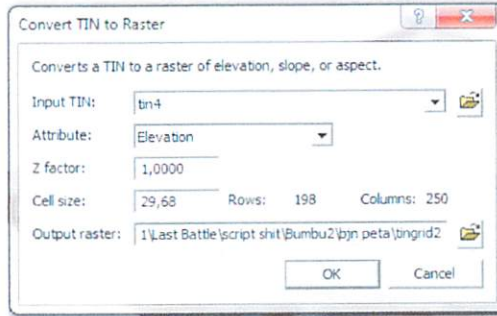 Convert TIN to Raster
Converts a TIN to a raster of elevation, slope, or aspect.
Input TIN: tin4
Attribute: Elevation
Z factor: 1,0000
Cell size: 29,68 Rows: 198 Columns: 250
Output raster: 1\Last Battle\script shit\Bumbu2\bjn peta\tingrid2
OK Cancel